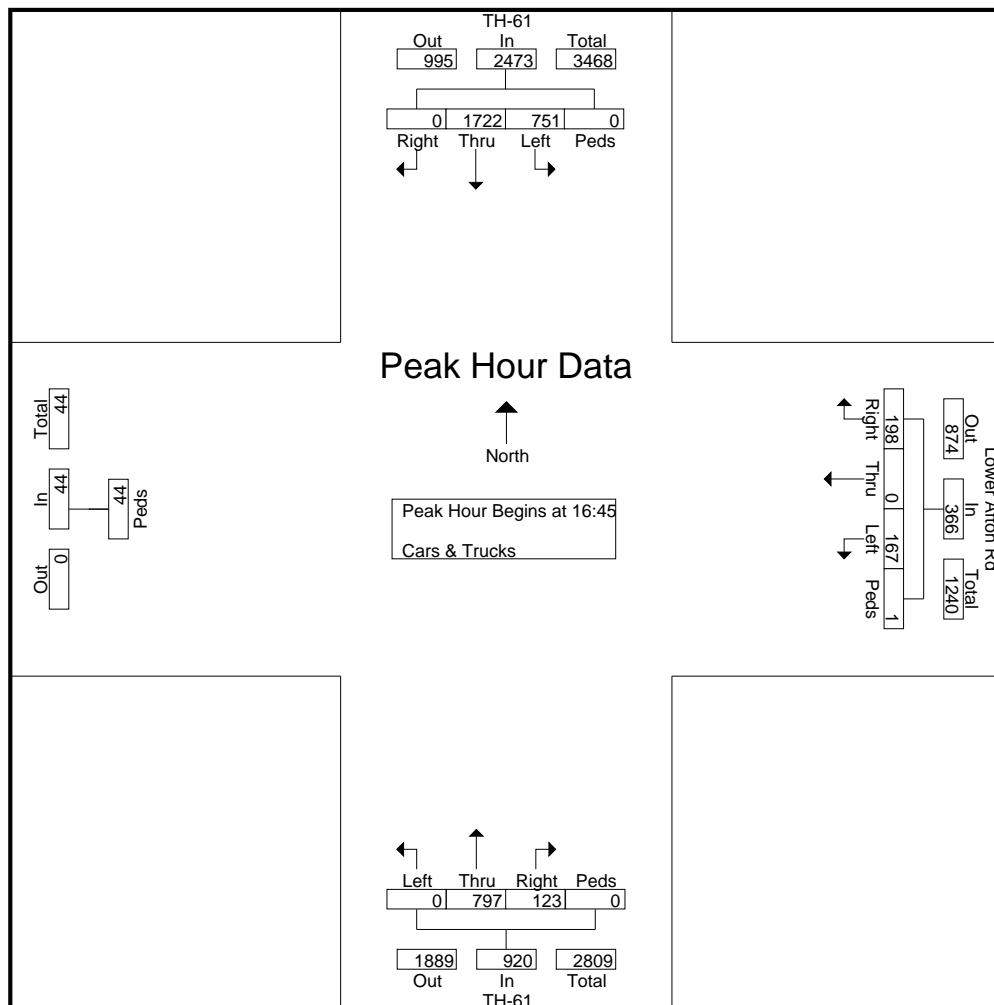 TH-61
Out In Total
995 2473 3468
0 1722 751 0
Right Thru Left Peds
Peak Hour Data
North
Peak Hour Begins at 16:45
Cars & Trucks
Total In Out
44 44 0
44
Peds
Right Thru Left Peds
198 0 167 1
Out In Total
874 366 1240
Lower Afton Rd
Left Thru Right Peds
0 797 123 0
1889 920 2809
Out In Total
TH-61